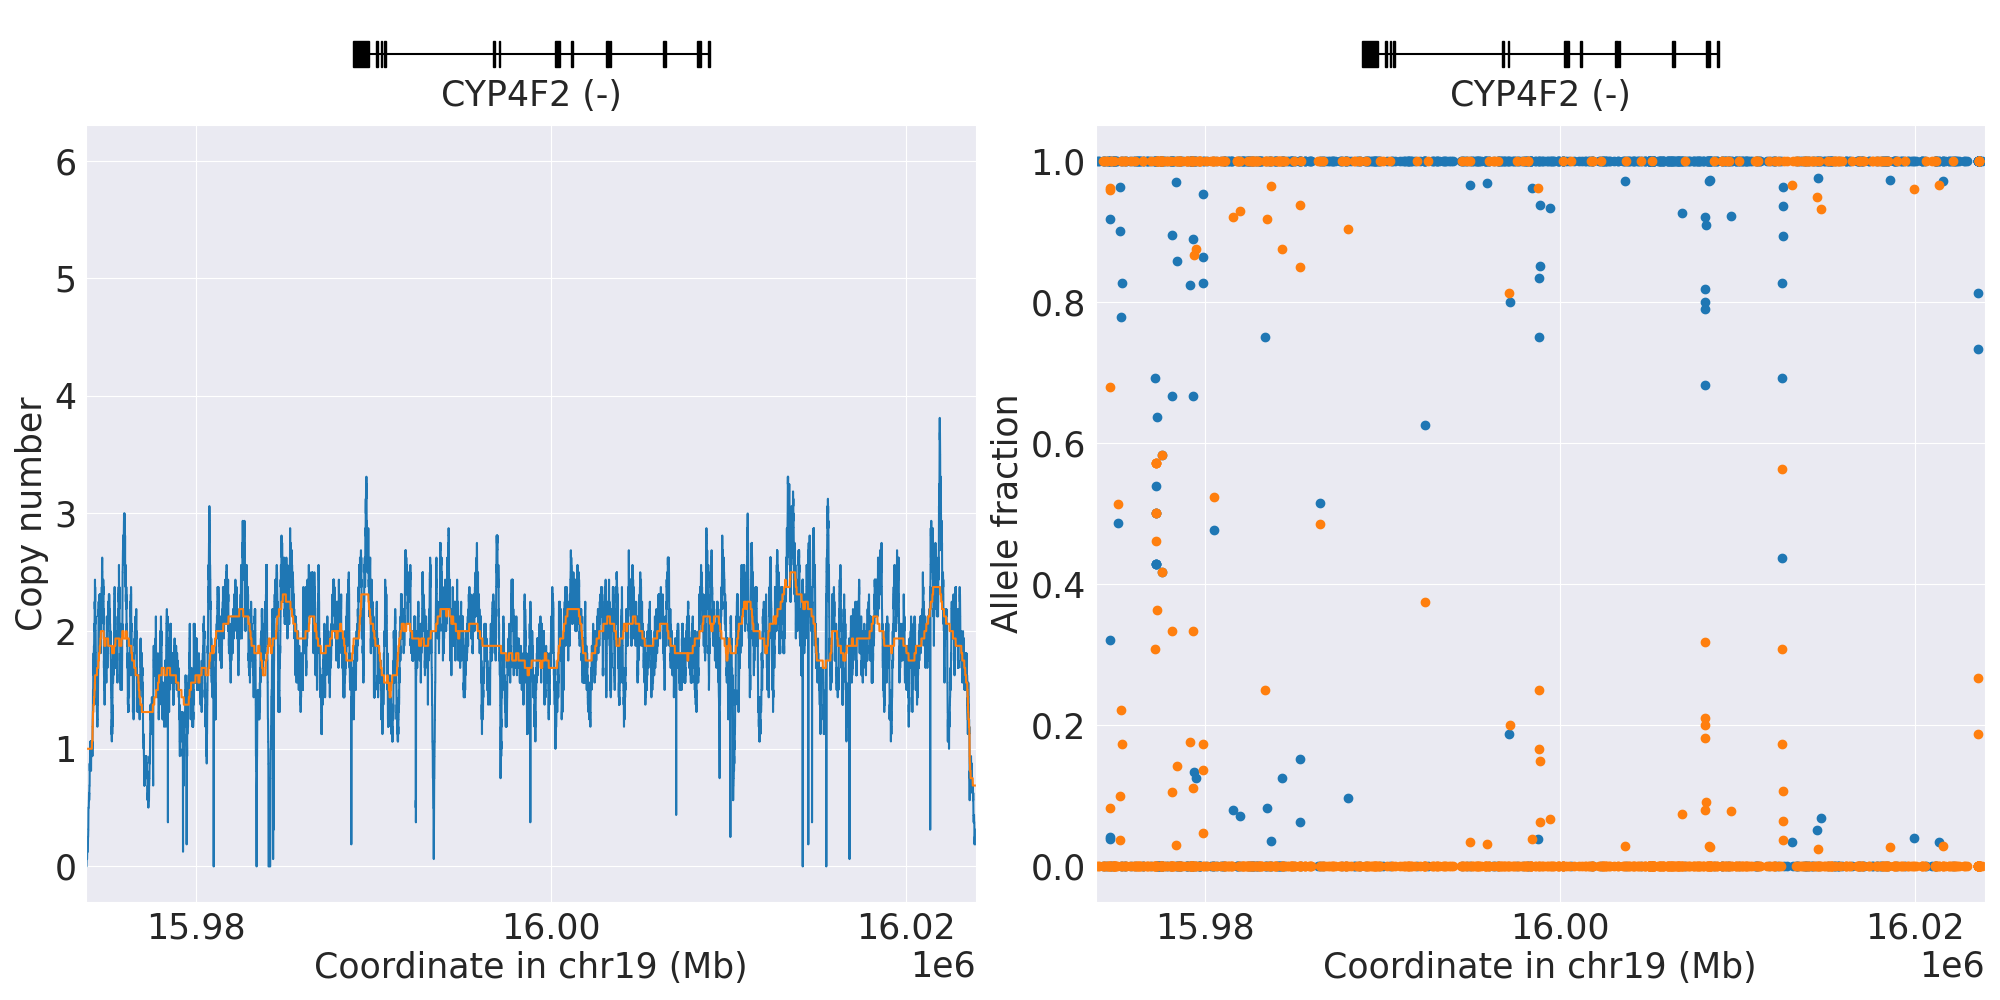 CYP4F2 (-)
Copy number
6
5
4
3
2
1
0
15.98
16.00
16.02
Coordinate in chr19 (Mb)
1e6
CYP4F2 (-)
Allele fraction
1.0
0.8
0.6
0.4
0.2
0.0
15.98
16.00
16.02
Coordinate in chr19 (Mb)
1e6